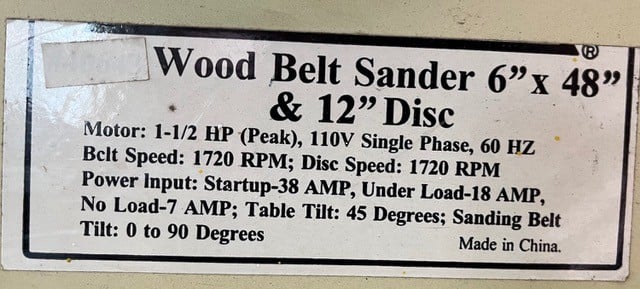 ®
Wood Belt Sander 6” x 48”
& 12” Disc
Motor: 1-1/2 HP (Peak), 110V Single Phase, 60 HZ
Belt Speed: 1720 RPM; Disc Speed: 1720 RPM
Power Input: Startup-38 AMP, Under Load-18 AMP,
No Load-7 AMP; Table Tilt: 45 Degrees; Sanding Belt
Tilt: 0 to 90 Degrees
Made in China.